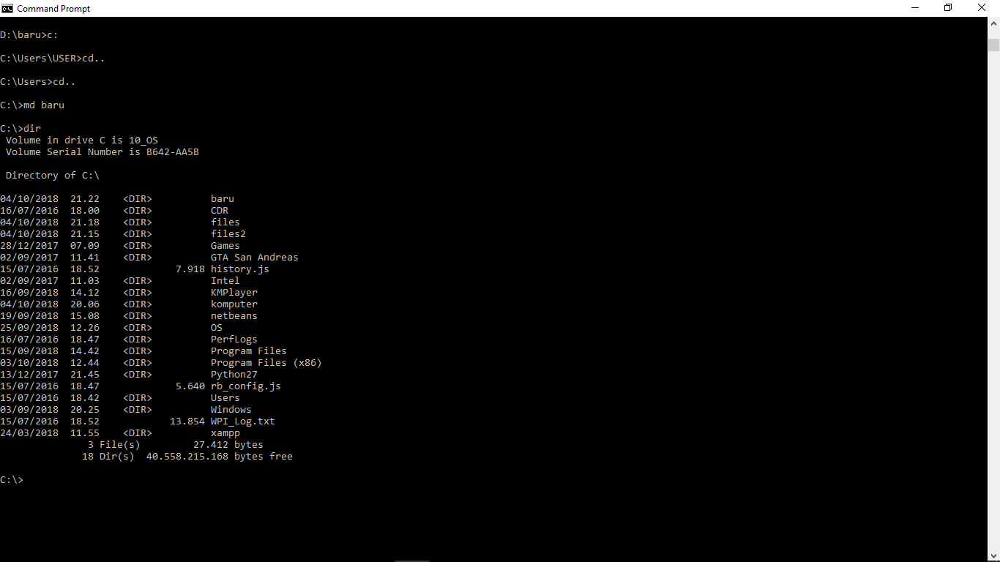 Command Prompt
D:\baru>c:
C:\Users\USER>cd..
C:\Users>cd..
C:\>md baru
C:\>dir
 Volume in drive C is 10_OS
 Volume Serial Number is B642-AA5B
 Directory of C:\
04/10/2018  21.22    <DIR>          baru
16/07/2016  18.00    <DIR>          CDR
04/10/2018  21.18    <DIR>          files
04/10/2018  21.15    <DIR>          files2
28/12/2017  07.09    <DIR>          Games
02/09/2017  11.41    <DIR>          GTA San Andreas
15/07/2016  18.52             7.918 history.js
02/09/2017  11.03    <DIR>          Intel
16/09/2018  14.12    <DIR>          KMPlayer
04/10/2018  20.06    <DIR>          komputer
19/09/2018  15.08    <DIR>          netbeans
25/09/2018  12.26    <DIR>          OS
16/07/2016  18.47    <DIR>          PerfLogs
15/09/2018  14.42    <DIR>          Program Files
03/10/2018  12.44    <DIR>          Program Files (x86)
13/12/2017  21.45    <DIR>          Python27
15/07/2016  18.47             5.640 rb_config.js
15/07/2016  18.42    <DIR>          Users
03/09/2018  20.25    <DIR>          Windows
15/07/2016  18.52            13.854 WPI_Log.txt
24/03/2018  11.55    <DIR>          xampp
               3 File(s)         27.412 bytes
              18 Dir(s)  40.558.215.168 bytes free
C:\>